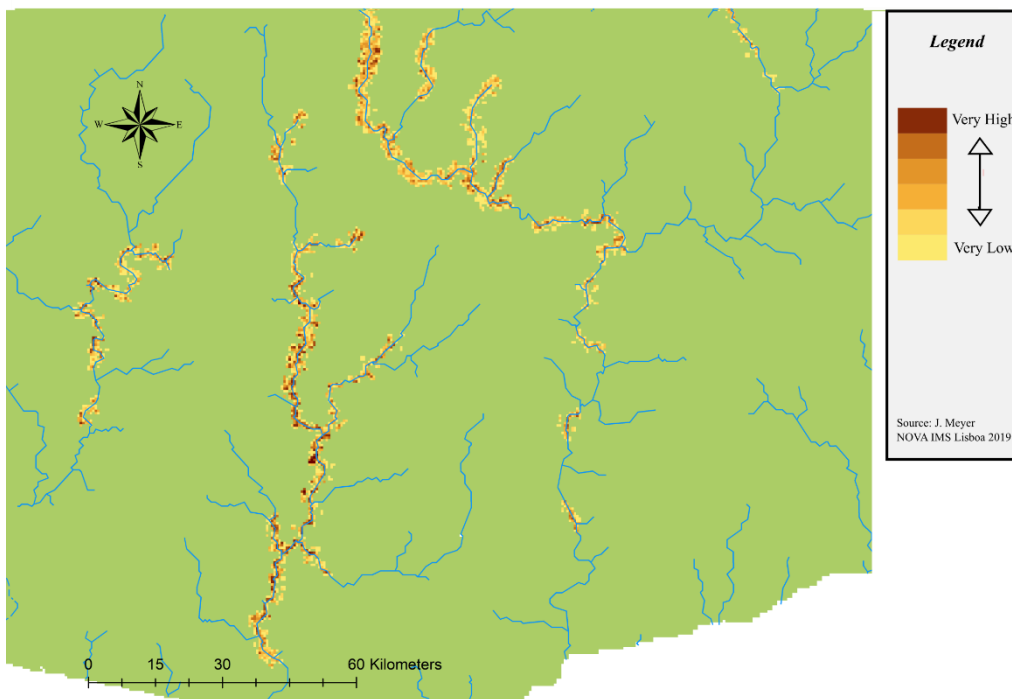 Legend
N
W E
S
Very High
Very Low
Source: J. Meyer
NOVA IMS Lisboa 2019
0 15 30 60 Kilometers